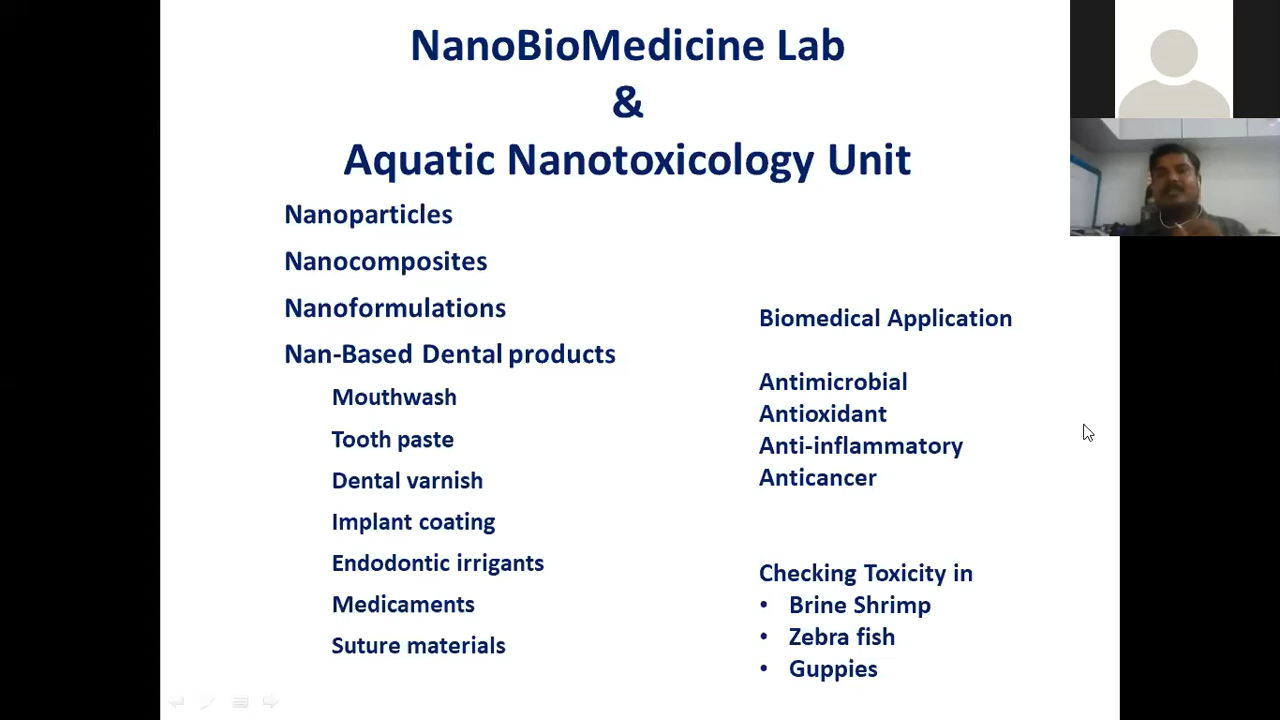 NanoBioMedicine Lab
&
Aquatic Nanotoxicology Unit
Nanoparticles
Nanocomposites
Nanoformulations
Nan-Based Dental products
Mouthwash
Tooth paste
Dental varnish
Implant coating
Endodontic irrigants
Medicaments
Suture materials
Biomedical Application
Antimicrobial
Antioxidant
Anti-inflammatory
Anticancer
Checking Toxicity in
• Brine Shrimp
• Zebra fish
• Guppies